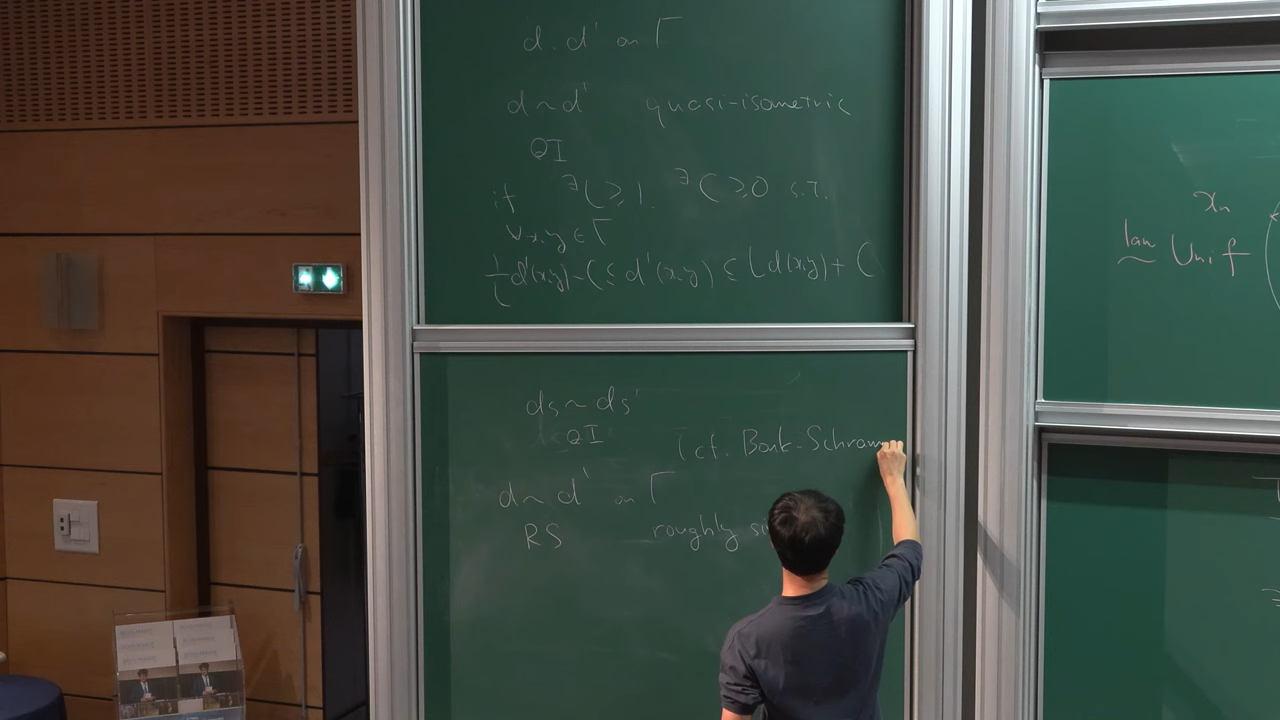 d. d' on Γ
d ~ d' quasi-isometric
QI
if ∃L≥1. ∃C≥0 s.t.
∀x,y∈Γ
1/L d(x,y) - C ≤ d'(x,y) ≤ L d(x,y) + C
ds ~ ds'
QI
(cf. Bonk-Schramm
d ~ d' on Γ
RS roughly
xn
law Unif